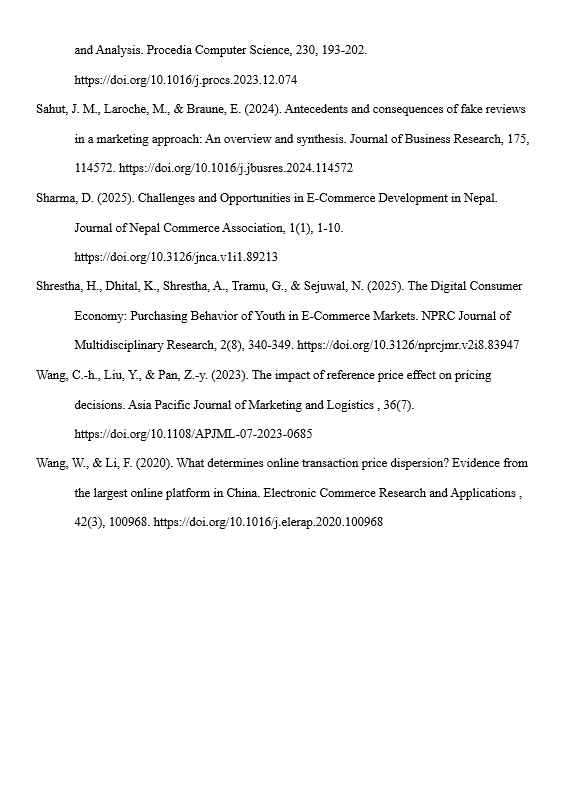 and Analysis. Procedia Computer Science, 230, 193-202.
https://doi.org/10.1016/j.procs.2023.12.074
Sahut, J. M., Laroche, M., & Braune, E. (2024). Antecedents and consequences of fake reviews
in a marketing approach: An overview and synthesis. Journal of Business Research, 175,
114572. https://doi.org/10.1016/j.jbusres.2024.114572
Sharma, D. (2025). Challenges and Opportunities in E-Commerce Development in Nepal.
Journal of Nepal Commerce Association, 1(1), 1-10.
https://doi.org/10.3126/jnca.v1i1.89213
Shrestha, H., Dhital, K., Shrestha, A., Tramu, G., & Sejuwal, N. (2025). The Digital Consumer
Economy: Purchasing Behavior of Youth in E-Commerce Markets. NPRC Journal of
Multidisciplinary Research, 2(8), 340-349. https://doi.org/10.3126/nprcjmr.v2i8.83947
Wang, C.-h., Liu, Y., & Pan, Z.-y. (2023). The impact of reference price effect on pricing
decisions. Asia Pacific Journal of Marketing and Logistics , 36(7).
https://doi.org/10.1108/APJML-07-2023-0685
Wang, W., & Li, F. (2020). What determines online transaction price dispersion? Evidence from
the largest online platform in China. Electronic Commerce Research and Applications ,
42(3), 100968. https://doi.org/10.1016/j.elerap.2020.100968